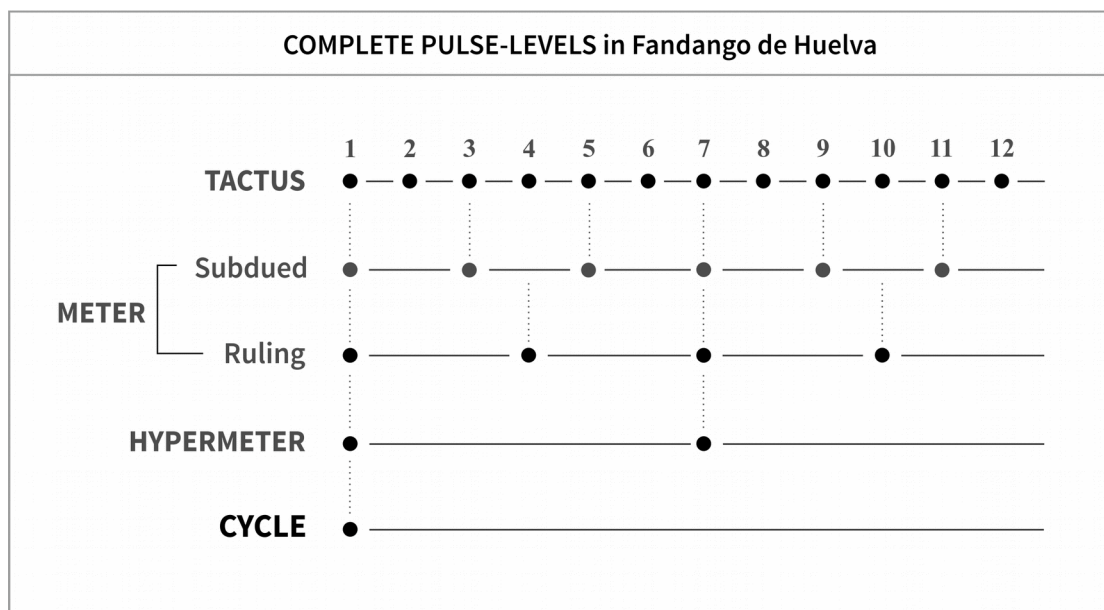 COMPLETE PULSE-LEVELS in Fandango de Huelva
1 2 3 4 5 6 7 8 9 10 11 12
TACTUS
Subdued
METER
Ruling
HYPERMETER
CYCLE